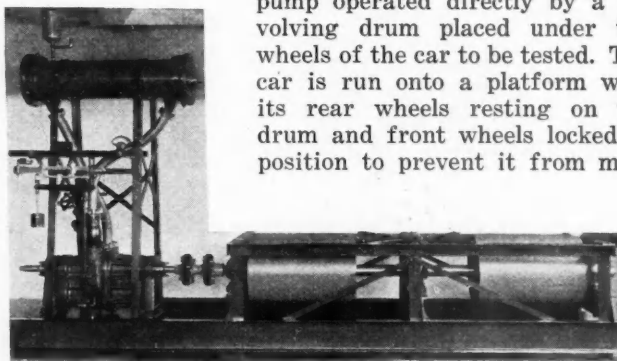 pump operated directly by a
volving drum placed under
wheels of the car to be tested.
car is run onto a platform
its rear wheels resting on
drum and front wheels locked
position to prevent it from